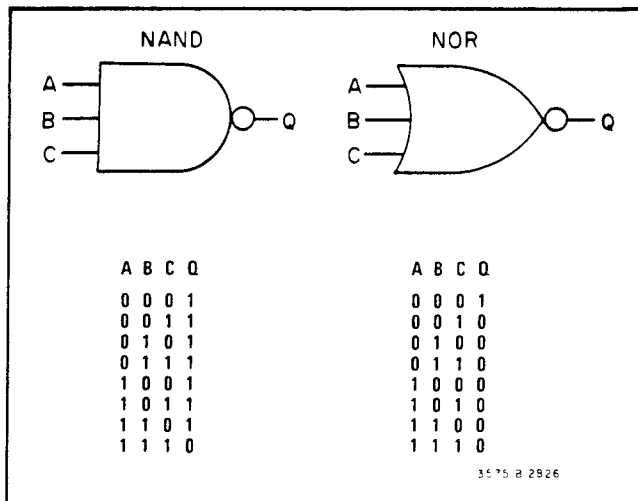 NAND NOR
A A
B Q B Q
C C
A B C Q A B C Q
0 0 0 1 0 0 0 1
0 0 1 1 0 0 1 0
0 1 0 1 0 1 0 0
0 1 1 1 0 1 1 0
1 0 0 1 1 0 0 0
1 0 1 1 1 0 1 0
1 1 0 1 1 1 0 0
1 1 1 0 1 1 1 0
3575 B 2926